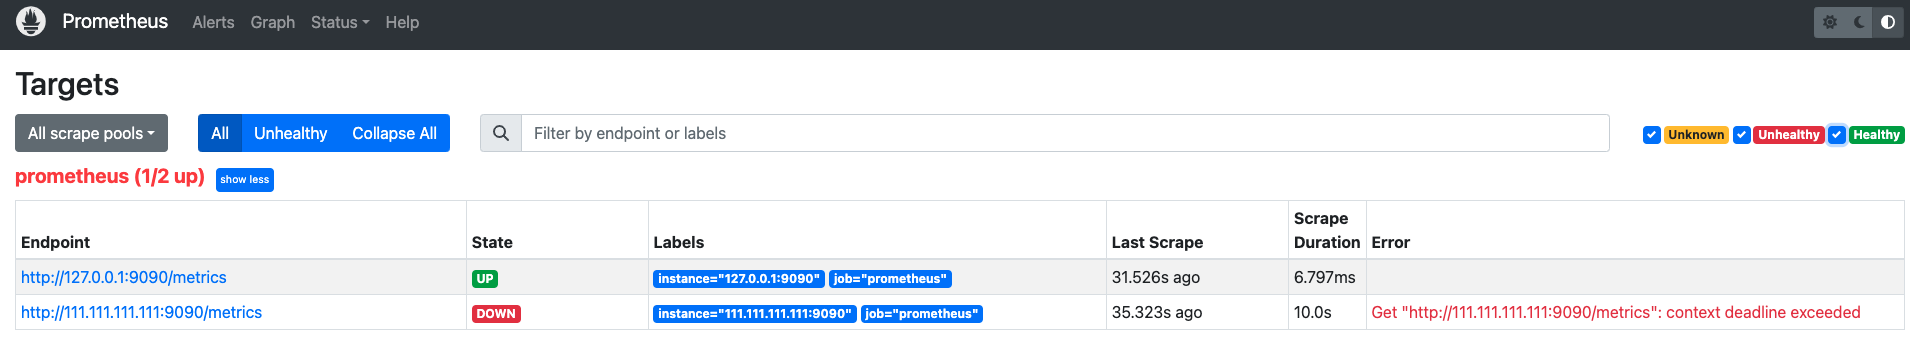 Prometheus Alerts Graph Status Help
Targets
All scrape pools All Unhealthy Collapse All Filter by endpoint or labels Unknown Unhealthy Healthy
prometheus (1/2 up) show less
Endpoint State Labels Last Scrape Scrape Duration Error
http://127.0.0.1:9090/metrics UP instance="127.0.0.1:9090" job="prometheus" 31.526s ago 6.797ms
http://111.111.111.111:9090/metrics DOWN instance="111.111.111.111:9090" job="prometheus" 35.323s ago 10.0s Get "http://111.111.111.111:9090/metrics": context deadline exceeded